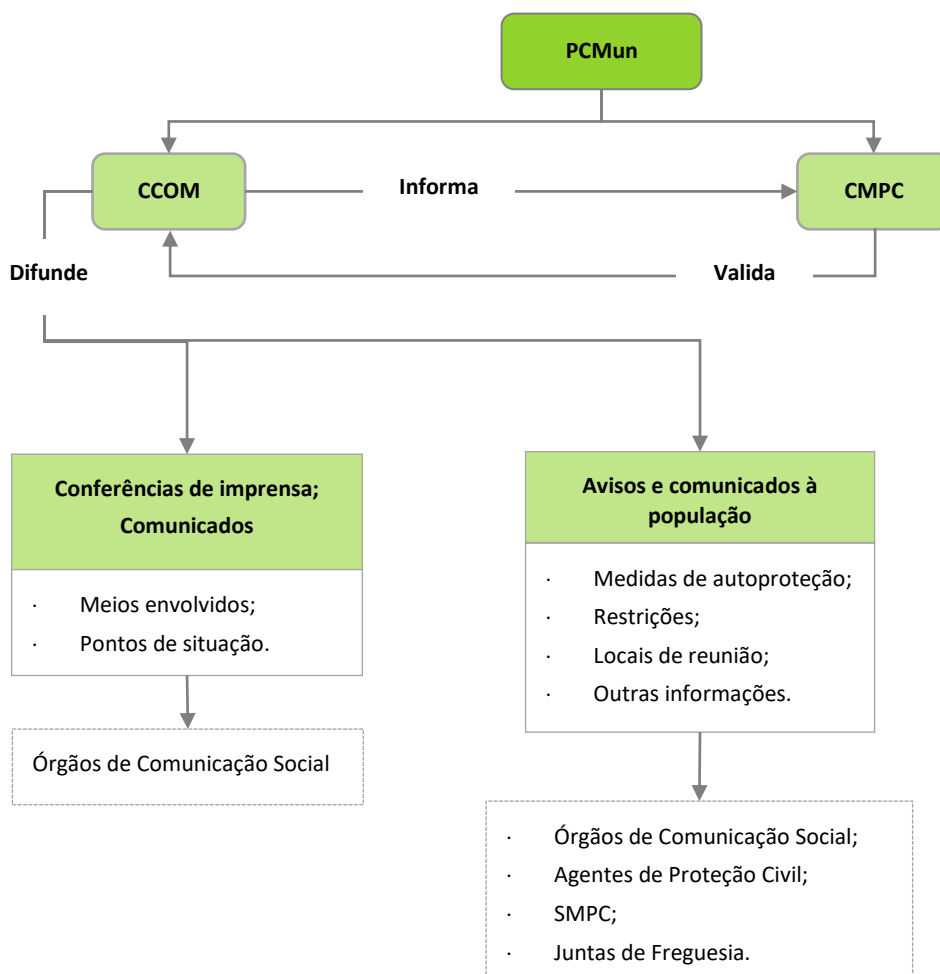 PCMun
CCOM
Informa
CMPC
Difunde
Valida
Conferências de imprensa;
Comunicados
· Meios envolvidos;
· Pontos de situação.
Órgãos de Comunicação Social
Avisos e comunicados à
população
· Medidas de autoproteção;
· Restrições;
· Locais de reunião;
· Outras informações.
· Órgãos de Comunicação Social;
· Agentes de Proteção Civil;
· SMPC;
· Juntas de Freguesia.